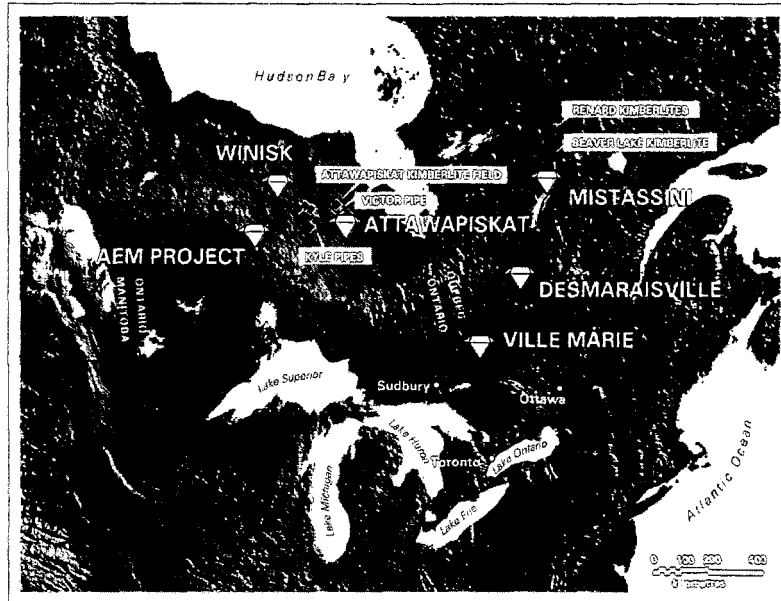 Hudson Bay
RENARD KIMBERLITES
BEAVER LAKE KIMBERLITE
WINISK
ATTAWAPISKAT KIMBERLITE FIELD
VICTOR PIPE
MISTASSINI
ATTAWAPISKAT
AEM PROJECT
KYLE PIPES
MANITOBA
ONTARIO
QUEBEC
ONTARIO
DESMARAISVILLE
VILLE MARIE
Lake Superior
Sudbury
Ottawa
Lake Huron
Toronto
Lake Ontario
Lake Michigan
Lake Erie
Atlantic Ocean
0 100 200 400